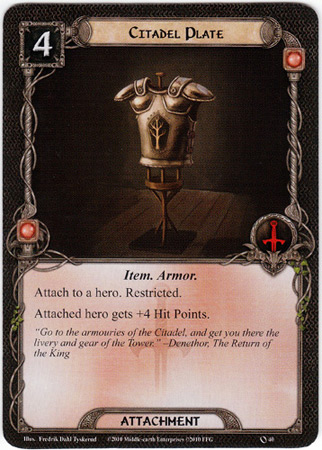 4
CITADEL PLATE
Item. Armor.
Attach to a hero. Restricted.
Attached hero gets +4 Hit Points.
“Go to the armouries of the Citadel, and get you there the
livery and gear of the Tower.” –Denethor, The Return of
the King
ATTACHMENT
Illus. Fredrik Dahl Tyskerud ©2010 Middle-earth Enterprises ©2010 FFG 40